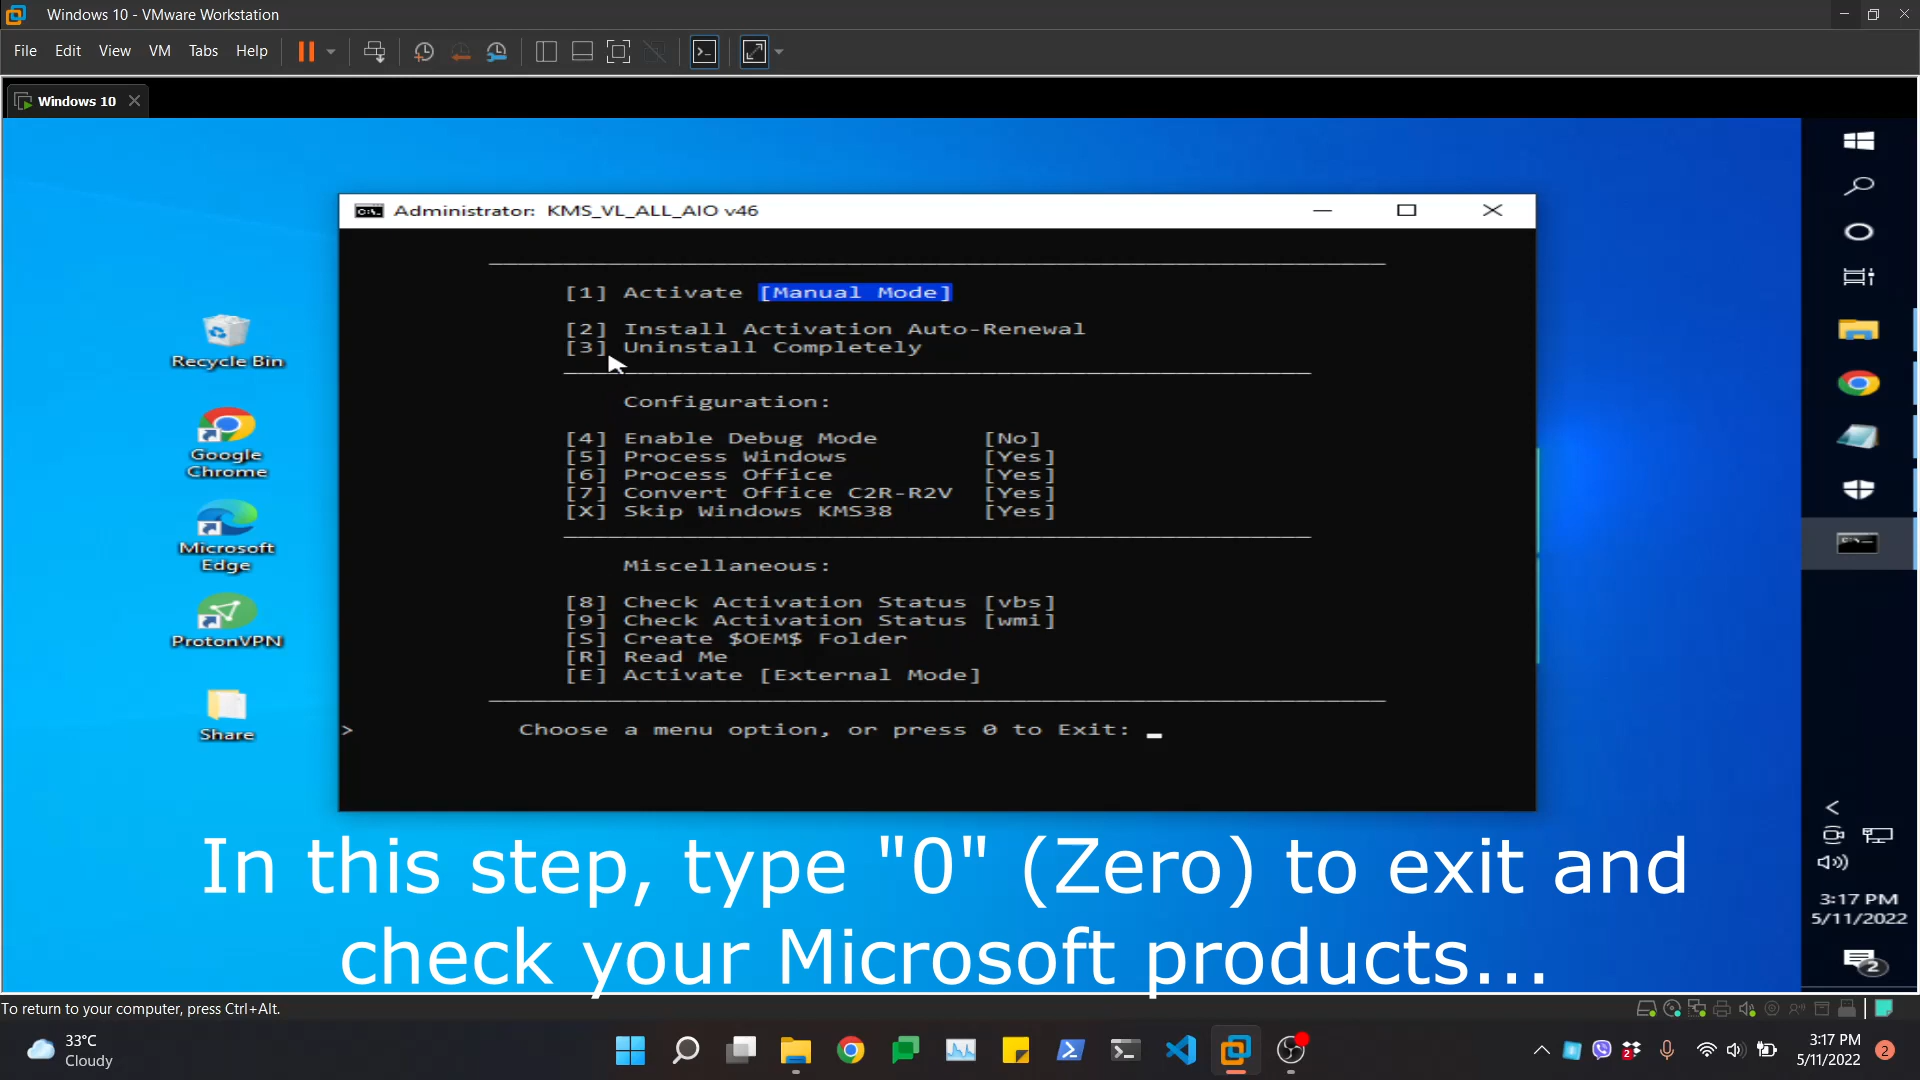 Windows 10 - VMware Workstation
File Edit View VM Tabs Help
Windows 10
Recycle Bin
Google
Chrome
Microsoft
Edge
ProtonVPN
Share
Administrator: KMS_VL_ALL_AIO v46
[1] Activate [Manual Mode]
[2] Install Activation Auto-Renewal
[3] Uninstall Completely
Configuration:
[4] Enable Debug Mode [No]
[5] Process Windows [Yes]
[6] Process Office [Yes]
[7] Convert Office C2R-R2V [Yes]
[X] Skip Windows KMS38 [Yes]
Miscellaneous:
[8] Check Activation Status [vbs]
[9] Check Activation Status [wmi]
[S] Create $OEM$ Folder
[R] Read Me
[E] Activate [External Mode]
> Choose a menu option, or press 0 to Exit: _
3:17 PM
5/11/2022
2
In this step, type "0" (Zero) to exit and
check your Microsoft products...
To return to your computer, press Ctrl+Alt.
33°C
Cloudy
3:17 PM
5/11/2022
2